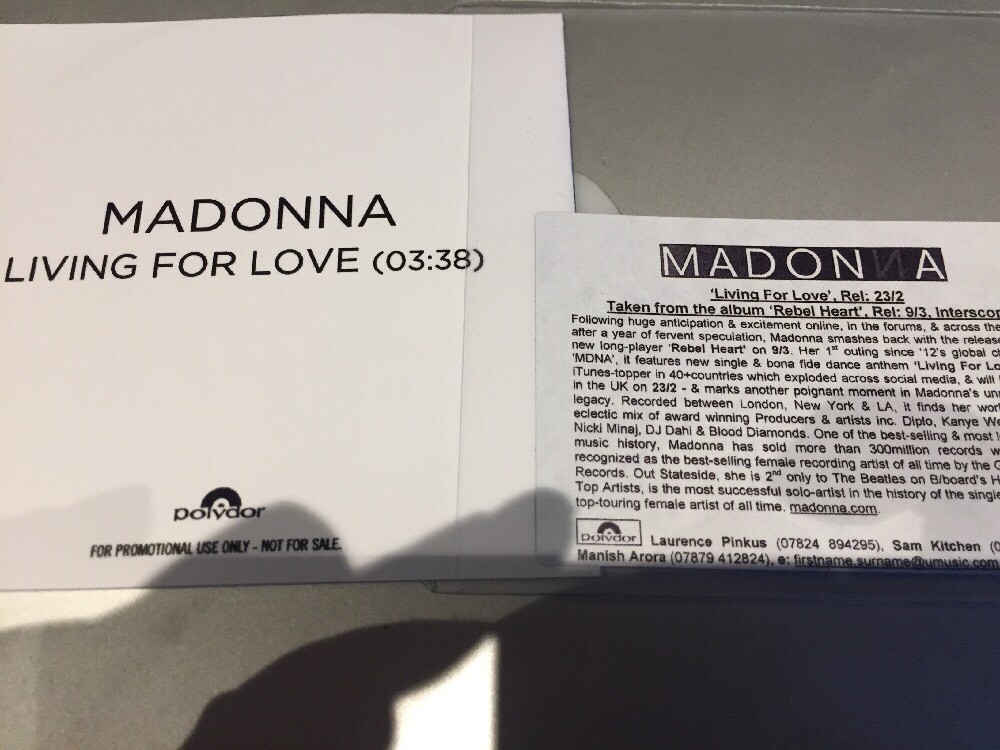 MADONNA
LIVING FOR LOVE (03:38)
polydor
FOR PROMOTIONAL USE ONLY - NOT FOR SALE.
MADONNA
'Living For Love', Rel: 23/2
Taken from the album 'Rebel Heart', Rel: 9/3, Interscop
Following huge anticipation & excitement online, in the forums, & across the
after a year of fervent speculation, Madonna smashes back with the release
new long-player 'Rebel Heart' on 9/3. Her 1st outing since '12's global
'MDNA', it features new single & bona fide dance anthem 'Living For Lo
iTunes-topper in 40+countries which exploded across social media, & will
in the UK on 23/2 - & marks another poignant moment in Madonna's
legacy. Recorded between London, New York & LA, it finds her
eclectic mix of award winning Producers & artists inc. Diplo, Kanye We
Nicki Minaj, DJ Dahi & Blood Diamonds. One of the best-selling & most
music history, Madonna has sold more than 300million records w
recognized as the best-selling female recording artist of all time by the G
Records. Out Stateside, she is 2nd only to The Beatles on B/board's H
Top Artists, is the most successful solo-artist in the history of the single
top-touring female artist of all time. madonna.com.
polydor Laurence Pinkus (07824 894295), Sam Kitchen (0
Manish Arora (07879 412824), e: firstname.surname@umusic.com